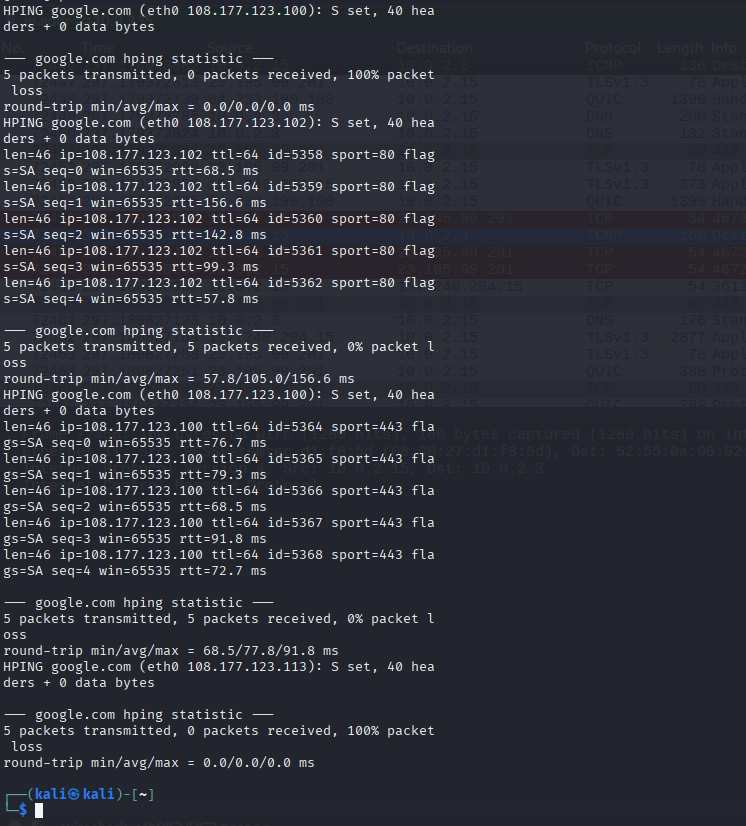 HPING google.com (eth0 108.177.123.100): S set, 40 hea
ders + 0 data bytes
No. Time Source Destination Protocol Length Info
── google.com hping statistic ──
5 packets transmitted, 0 packets received, 100% packet
 loss
round-trip min/avg/max = 0.0/0.0/0.0 ms
HPING google.com (eth0 108.177.123.102): S set, 40 hea
ders + 0 data bytes
len=46 ip=108.177.123.102 ttl=64 id=5358 sport=80 flag
s=SA seq=0 win=65535 rtt=68.5 ms
len=46 ip=108.177.123.102 ttl=64 id=5359 sport=80 flag
s=SA seq=1 win=65535 rtt=156.6 ms
len=46 ip=108.177.123.102 ttl=64 id=5360 sport=80 flag
s=SA seq=2 win=65535 rtt=142.8 ms
len=46 ip=108.177.123.102 ttl=64 id=5361 sport=80 flag
s=SA seq=3 win=65535 rtt=99.3 ms
len=46 ip=108.177.123.102 ttl=64 id=5362 sport=80 flag
s=SA seq=4 win=65535 rtt=57.8 ms
── google.com hping statistic ──
5 packets transmitted, 5 packets received, 0% packet l
oss
round-trip min/avg/max = 57.8/105.0/156.6 ms
HPING google.com (eth0 108.177.123.100): S set, 40 hea
ders + 0 data bytes
len=46 ip=108.177.123.100 ttl=64 id=5364 sport=443 fla
gs=SA seq=0 win=65535 rtt=76.7 ms
len=46 ip=108.177.123.100 ttl=64 id=5365 sport=443 fla
gs=SA seq=1 win=65535 rtt=79.3 ms
len=46 ip=108.177.123.100 ttl=64 id=5366 sport=443 fla
gs=SA seq=2 win=65535 rtt=68.5 ms
len=46 ip=108.177.123.100 ttl=64 id=5367 sport=443 fla
gs=SA seq=3 win=65535 rtt=91.8 ms
len=46 ip=108.177.123.100 ttl=64 id=5368 sport=443 fla
gs=SA seq=4 win=65535 rtt=72.7 ms
── google.com hping statistic ──
5 packets transmitted, 5 packets received, 0% packet l
oss
round-trip min/avg/max = 68.5/77.8/91.8 ms
HPING google.com (eth0 108.177.123.113): S set, 40 hea
ders + 0 data bytes
── google.com hping statistic ──
5 packets transmitted, 0 packets received, 100% packet
 loss
round-trip min/avg/max = 0.0/0.0/0.0 ms
┌──(kali㉿kali)-[~]
└─$